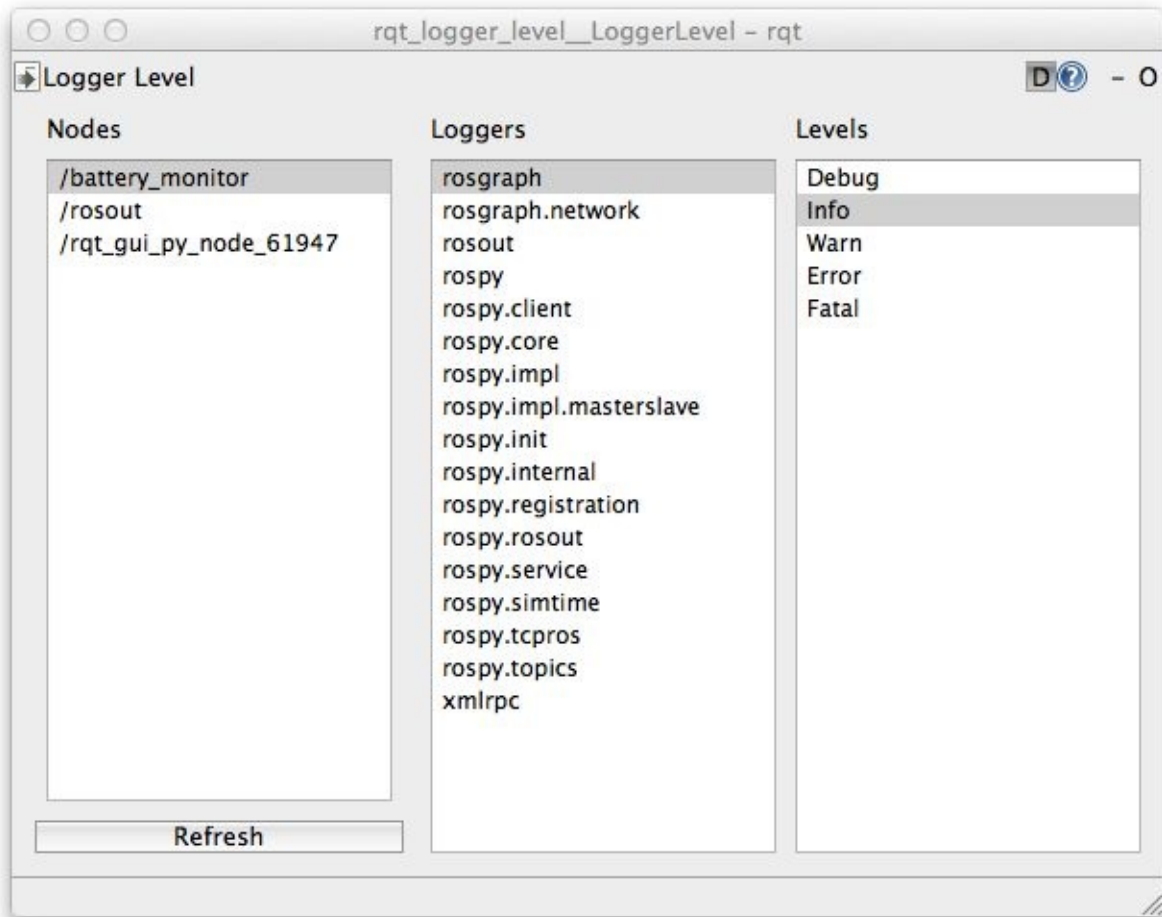 rqt_logger_level__LoggerLevel - rqt
Logger Level
D ? - O
Nodes
/battery_monitor
/rosout
/rqt_gui_py_node_61947
Refresh
Loggers
rosgraph
rosgraph.network
rosout
rospy
rospy.client
rospy.core
rospy.impl
rospy.impl.masterslave
rospy.init
rospy.internal
rospy.registration
rospy.rosout
rospy.service
rospy.simtime
rospy.tcpros
rospy.topics
xmlrpc
Levels
Debug
Info
Warn
Error
Fatal